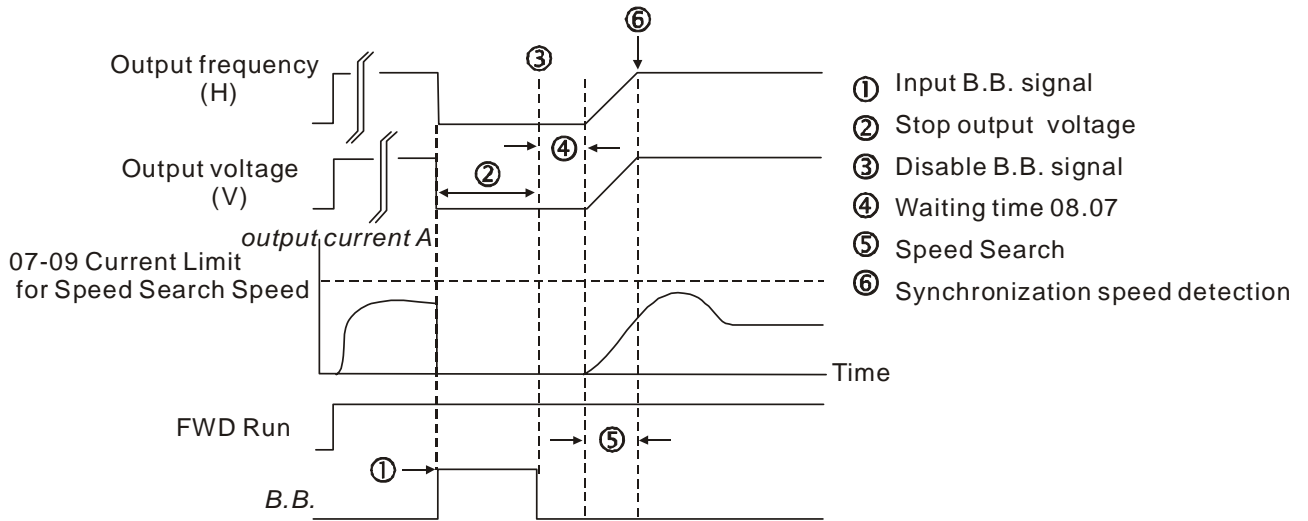 ⑥
③
Output frequency
(H)
④
Output voltage
(V)
②
output current A
07-09 Current Limit
for Speed Search Speed
Time
FWD Run
⑤
①
B.B.
① Input B.B. signal
② Stop output voltage
③ Disable B.B. signal
④ Waiting time 08.07
⑤ Speed Search
⑥ Synchronization speed detection